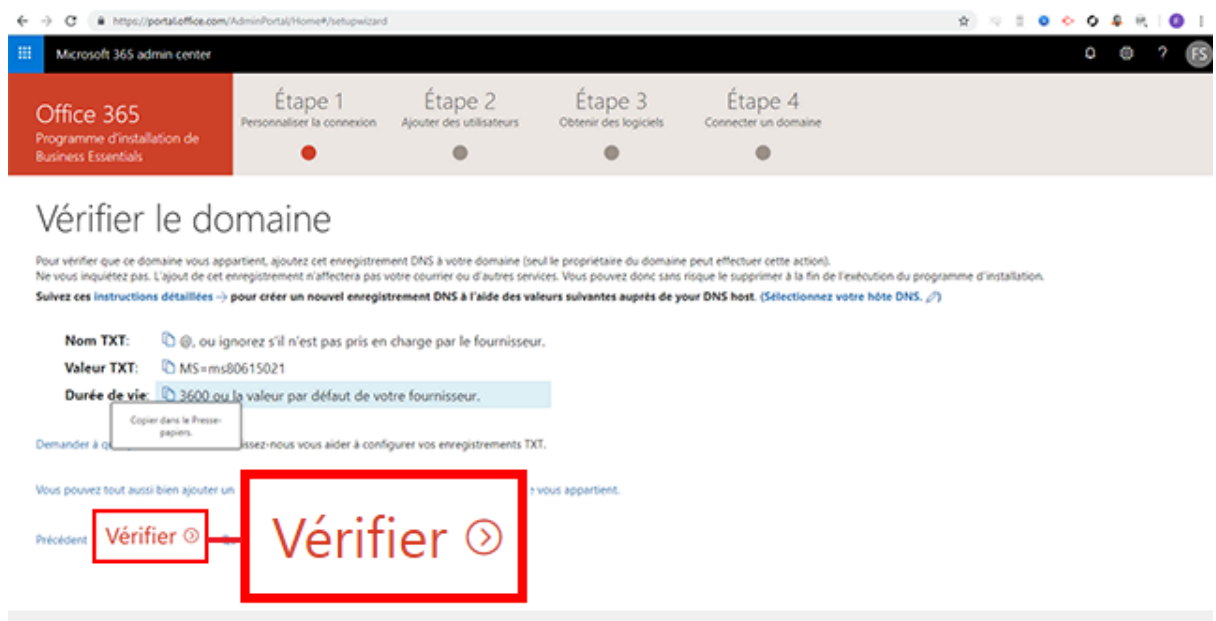 https://portal.office.com/AdminPortal/Home#/setupwizard
Microsoft 365 admin center
?
FS
Office 365
Programme d'installation de
Business Essentials
Étape 1
Personnaliser la connexion
Étape 2
Ajouter des utilisateurs
Étape 3
Obtenir des logiciels
Étape 4
Connecter un domaine
Vérifier le domaine
Pour vérifier que ce domaine vous appartient, ajoutez cet enregistrement DNS à votre domaine (seul le propriétaire du domaine peut effectuer cette action).
Ne vous inquiétez pas. L'ajout de cet enregistrement n'affectera pas votre courrier ou d'autres services. Vous pouvez donc sans risque le supprimer à la fin de l'exécution du programme d'installation.
Suivez ces instructions détaillées → pour créer un nouvel enregistrement DNS à l'aide des valeurs suivantes auprès de your DNS host. (Sélectionnez votre hôte DNS.)
Nom TXT: @, ou ignorez s'il n'est pas pris en charge par le fournisseur.
Valeur TXT: MS=ms80615021
Durée de vie: 3600 ou la valeur par défaut de votre fournisseur.
Copier dans le Presse-
papiers.
Demander à issez-nous vous aider à configurer vos enregistrements TXT.
Vous pouvez tout aussi bien ajouter un vous appartient.
Précédent Vérifier
Vérifier